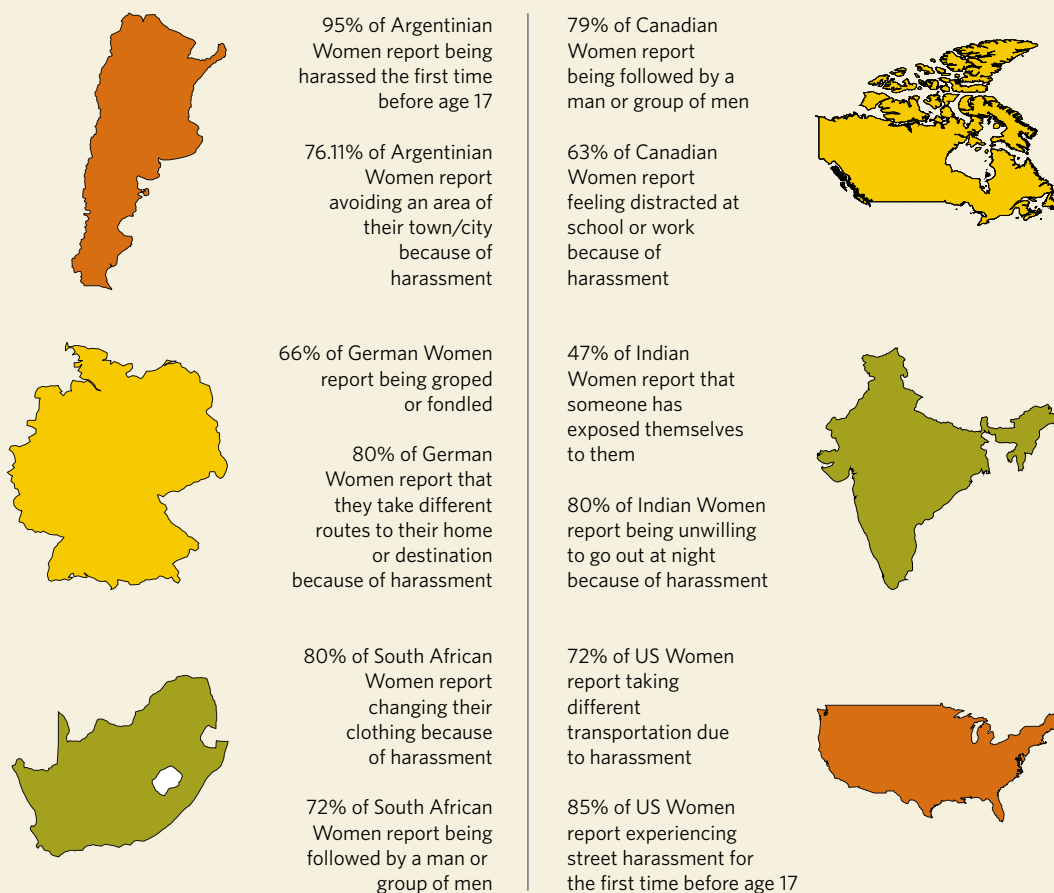 95% of Argentinian
Women report being
harassed the first time
before age 17
76.11% of Argentinian
Women report
avoiding an area of
their town/city
because of
harassment
79% of Canadian
Women report
being followed by a
man or group of men
63% of Canadian
Women report
feeling distracted at
school or work
because of
harassment
66% of German Women
report being groped
or fondled
80% of German
Women report that
they take different
routes to their home
or destination
because of harassment
47% of Indian
Women report that
someone has
exposed themselves
to them
80% of Indian Women
report being unwilling
to go out at night
because of harassment
80% of South African
Women report
changing their
clothing because
of harassment
72% of South African
Women report being
followed by a man or
group of men
72% of US Women
report taking
different
transportation due
to harassment
85% of US Women
report experiencing
street harassment for
the first time before age 17